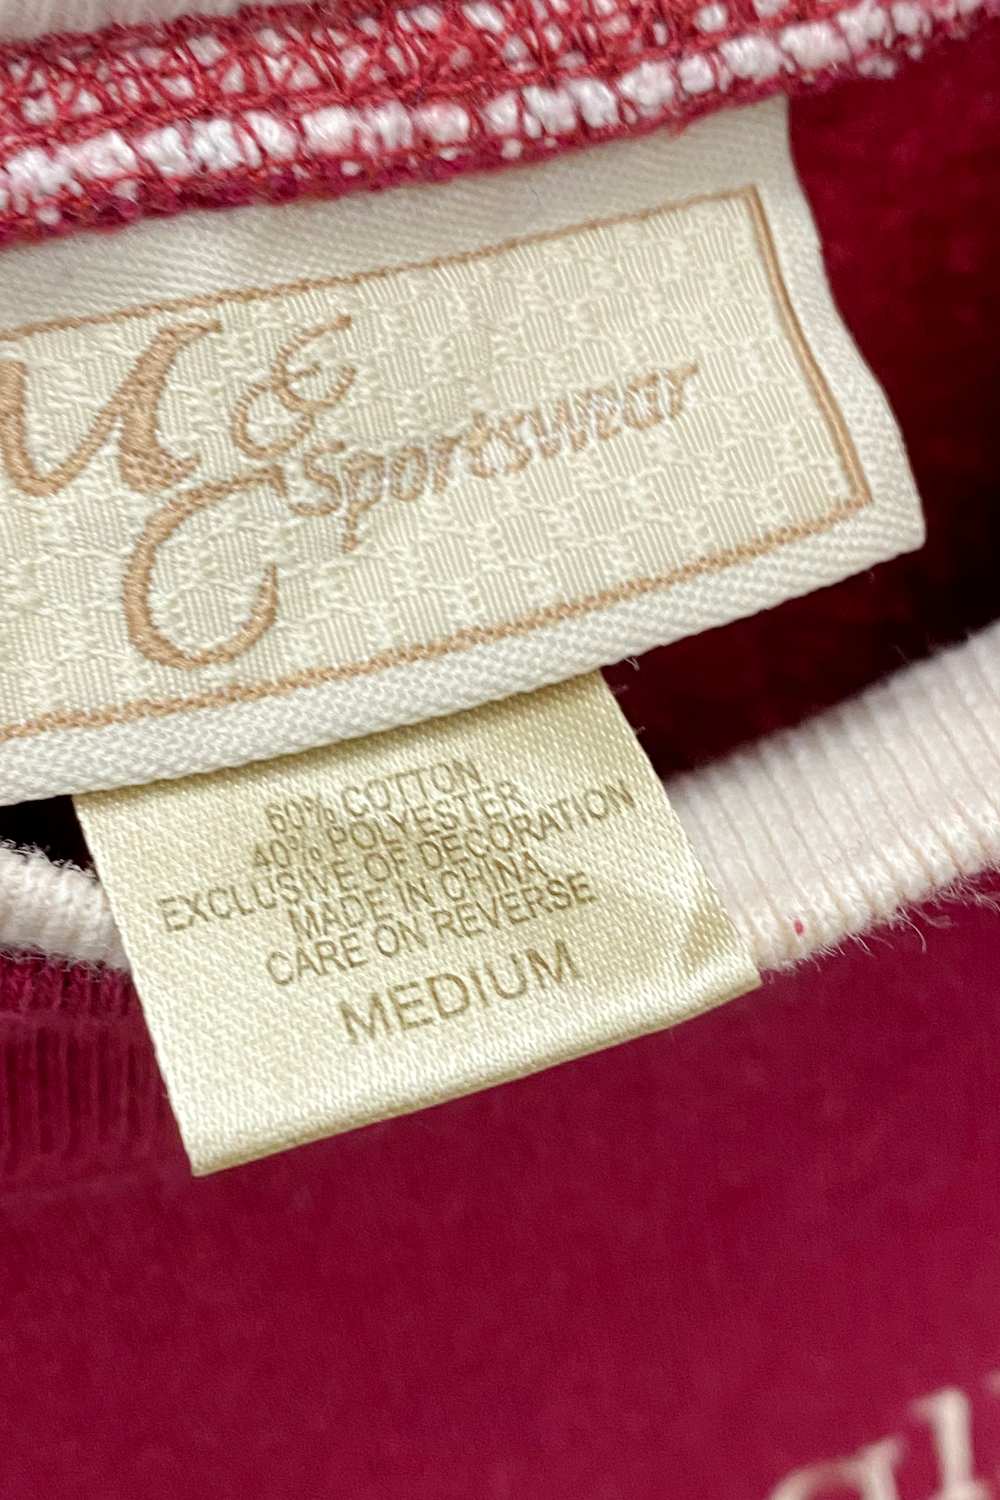 M &
C Sportswear
60% COTTON
40% POLYESTER
EXCLUSIVE OF DECORATION
MADE IN CHINA
CARE ON REVERSE
MEDIUM